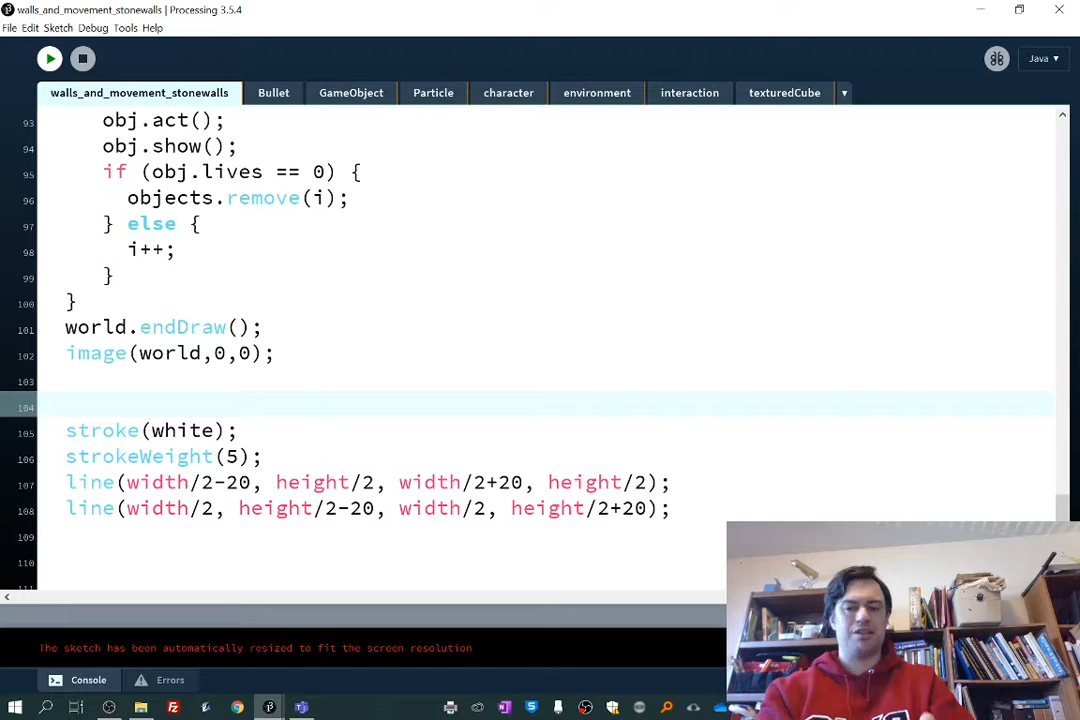 walls_and_movement_stonewalls | Processing 3.5.4
File Edit Sketch Debug Tools Help
Java ▾
walls_and_movement_stonewalls Bullet GameObject Particle character environment interaction texturedCube
93 obj.act();
94 obj.show();
95 if (obj.lives == 0) {
96 objects.remove(i);
97 } else {
98 i++;
99 }
100 }
101 world.endDraw();
102 image(world,0,0);
103
104
105 stroke(white);
106 strokeWeight(5);
107 line(width/2-20, height/2, width/2+20, height/2);
108 line(width/2, height/2-20, width/2, height/2+20);
109
110
111
The sketch has been automatically resized to fit the screen resolution
Console Errors